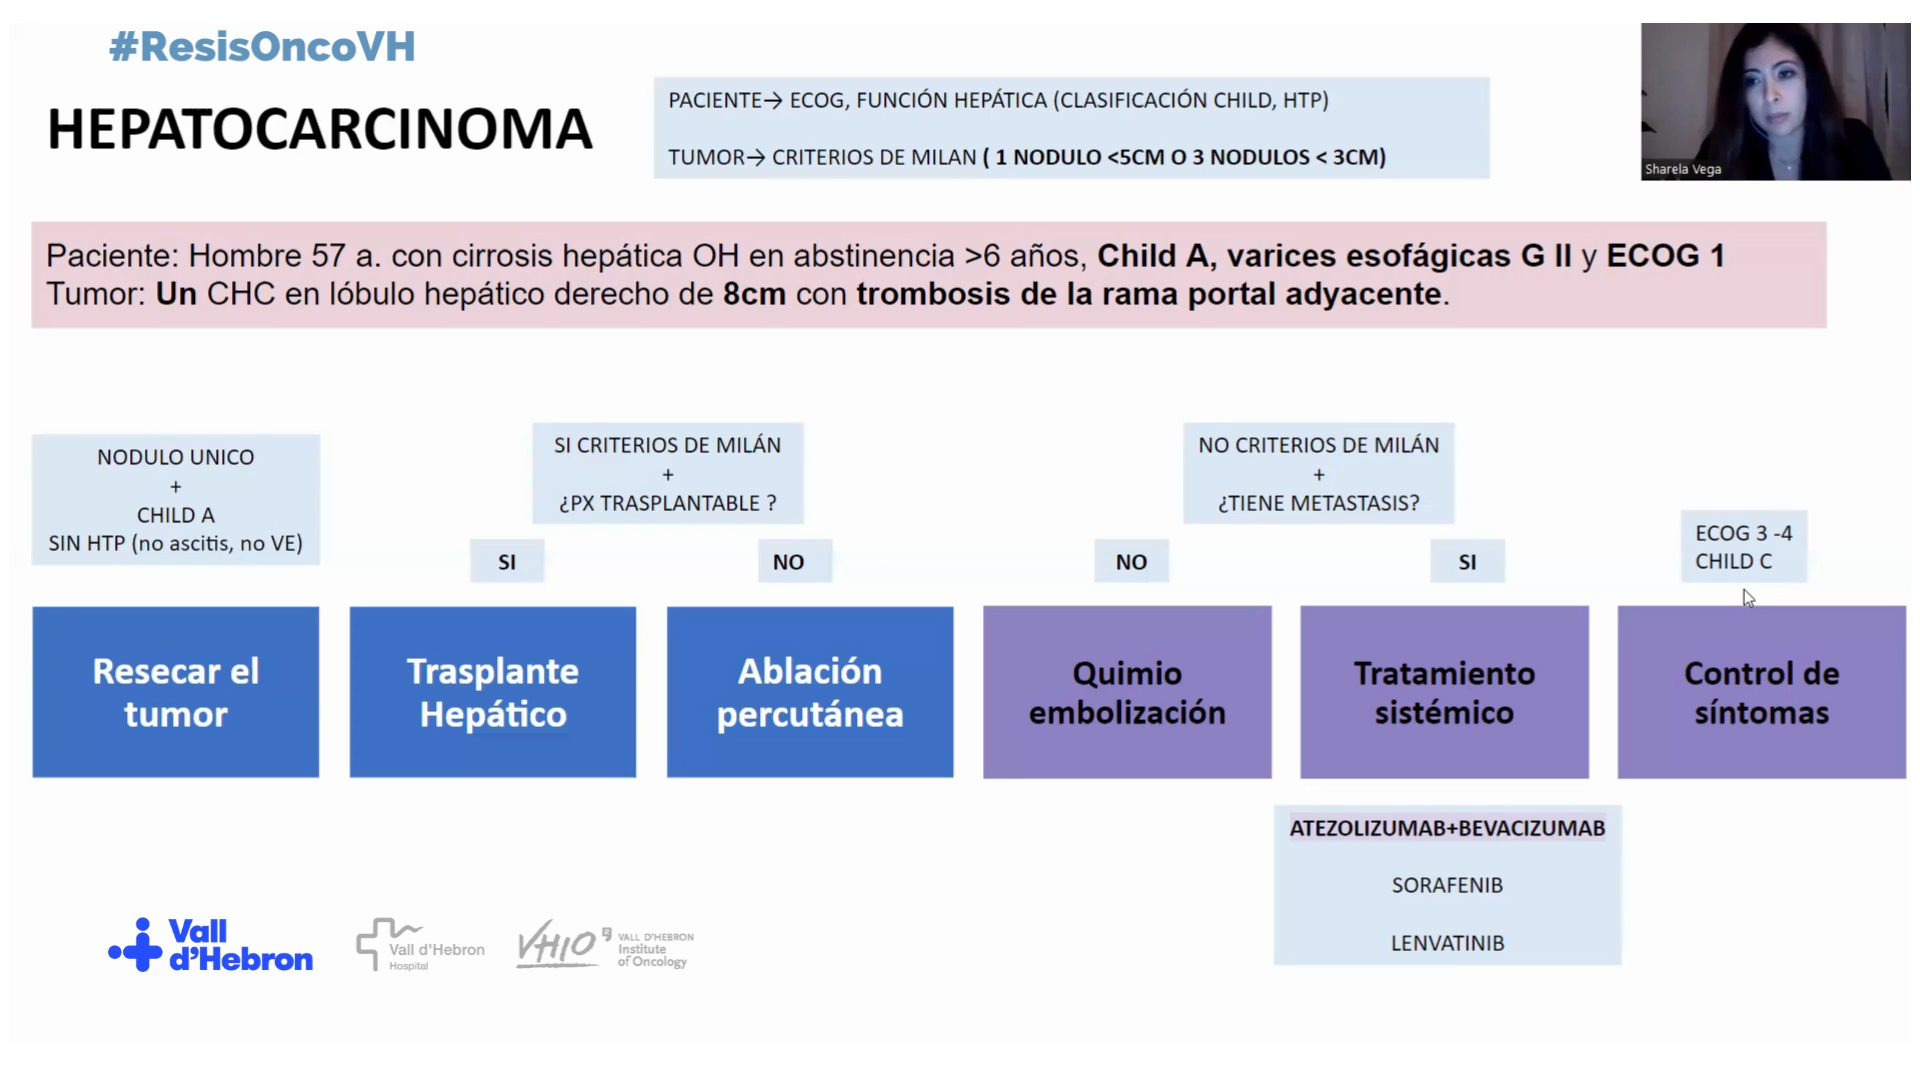 #ResisOncoVH
HEPATOCARCINOMA
PACIENTE→ ECOG, FUNCIÓN HEPÁTICA (CLASIFICACIÓN CHILD, HTP)
TUMOR→ CRITERIOS DE MILAN ( 1 NODULO <5CM O 3 NODULOS < 3CM)
Sharela Vega
Paciente: Hombre 57 a. con cirrosis hepática OH en abstinencia >6 años, Child A, varices esofágicas G II y ECOG 1
Tumor: Un CHC en lóbulo hepático derecho de 8cm con trombosis de la rama portal adyacente.
NODULO UNICO
+
CHILD A
SIN HTP (no ascitis, no VE)
SI CRITERIOS DE MILÁN
+
¿PX TRASPLANTABLE ?
SI
NO
NO CRITERIOS DE MILÁN
+
¿TIENE METASTASIS?
NO
SI
ECOG 3 -4
CHILD C
Resecar el
tumor
Trasplante
Hepático
Ablación
percutánea
Quimio
embolización
Tratamiento
sistémico
Control de
síntomas
ATEZOLIZUMAB+BEVACIZUMAB
SORAFENIB
LENVATINIB
Vall
d'Hebron
Vall d'Hebron
Hospital
VHIO
VALL D'HEBRON
Institute
of Oncology